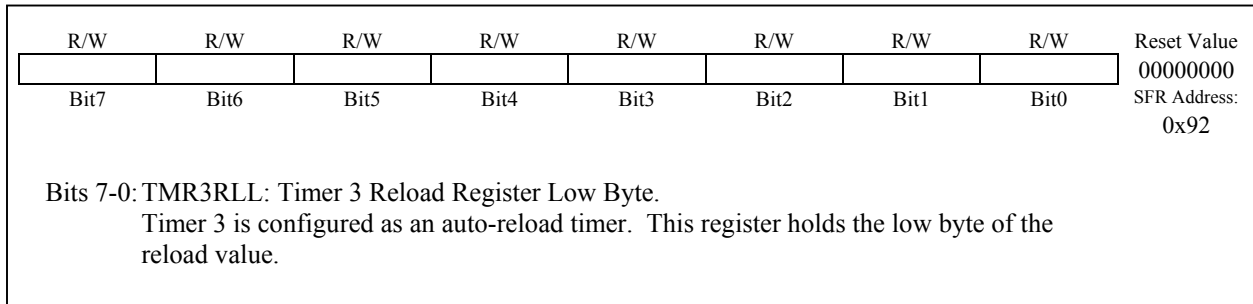 R/W R/W R/W R/W R/W R/W R/W R/W Reset Value
00000000
Bit7 Bit6 Bit5 Bit4 Bit3 Bit2 Bit1 Bit0 SFR Address:
0x92
Bits 7-0: TMR3RLL: Timer 3 Reload Register Low Byte.
Timer 3 is configured as an auto-reload timer. This register holds the low byte of the
reload value.